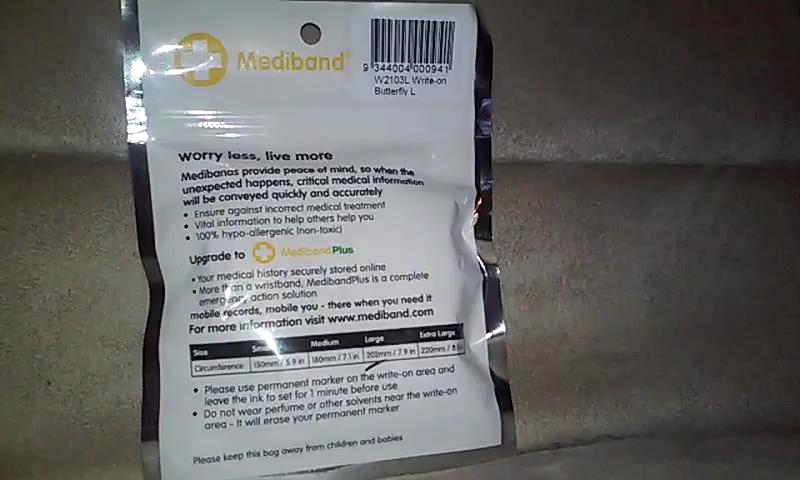 Mediband®
9 344004 000941
W2103L Write-on
Butterfly L
Worry less, live more
Medibands provide peace of mind, so when the
unexpected happens, critical medical information
will be conveyed quickly and accurately
• Ensure against incorrect medical treatment
• Vital information to help others help you
• 100% hypo-allergenic (non-toxic)
Upgrade to MedibandPlus
• Your medical history securely stored online
• More than a wristband, MedibandPlus is a complete
emergency action solution
mobile records, mobile you - there when you need it
For more information visit www.mediband.com
Size Small Medium Large Extra Large
Circumference 150mm / 5.9 in 180mm / 7.1 in 202mm / 7.9 in 220mm /
• Please use permanent marker on the write-on area and
leave the ink to set for 1 minute before use
• Do not wear perfume or other solvents near the write-on
area - It will erase your permanent marker
Please keep this bag away from children and babies